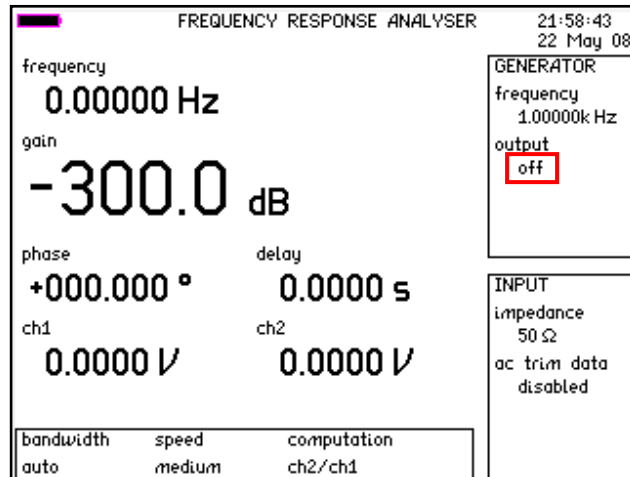 FREQUENCY RESPONSE ANALYSER
21:58:43
22 May 08
frequency
0.00000 Hz
gain
-300.0 dB
phase
delay
+000.000 °
0.0000 s
ch1
ch2
0.0000 V
0.0000 V
bandwidth
speed
computation
auto
medium
ch2/ch1
GENERATOR
frequency
1.00000k Hz
output
off
INPUT
impedance
50 Ω
ac trim data
disabled